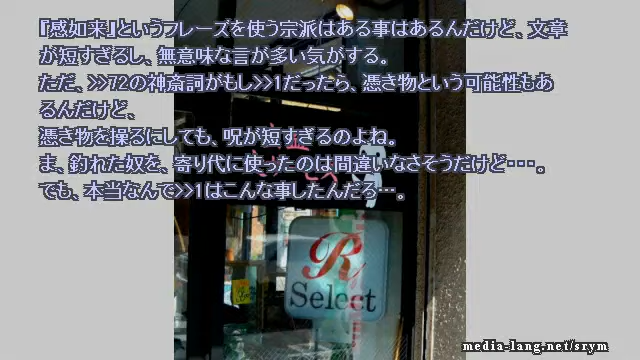 『感如来』というフレーズを使う宗派はある事はあるんだけど、文章
が短すぎるし、無意味な言が多い気がする。
ただ、>>72の神斎詞がもし>>1だったら、憑き物という可能性もあ
るんだけど、
憑き物を操るにしても、呪が短すぎるのよね。
ま、釣れた奴を、寄り代に使ったのは間違いなさそうだけど・・・。
でも、本当なんで>>1はこんな事したんだろ…。
R
Select
media-lang.net/srym